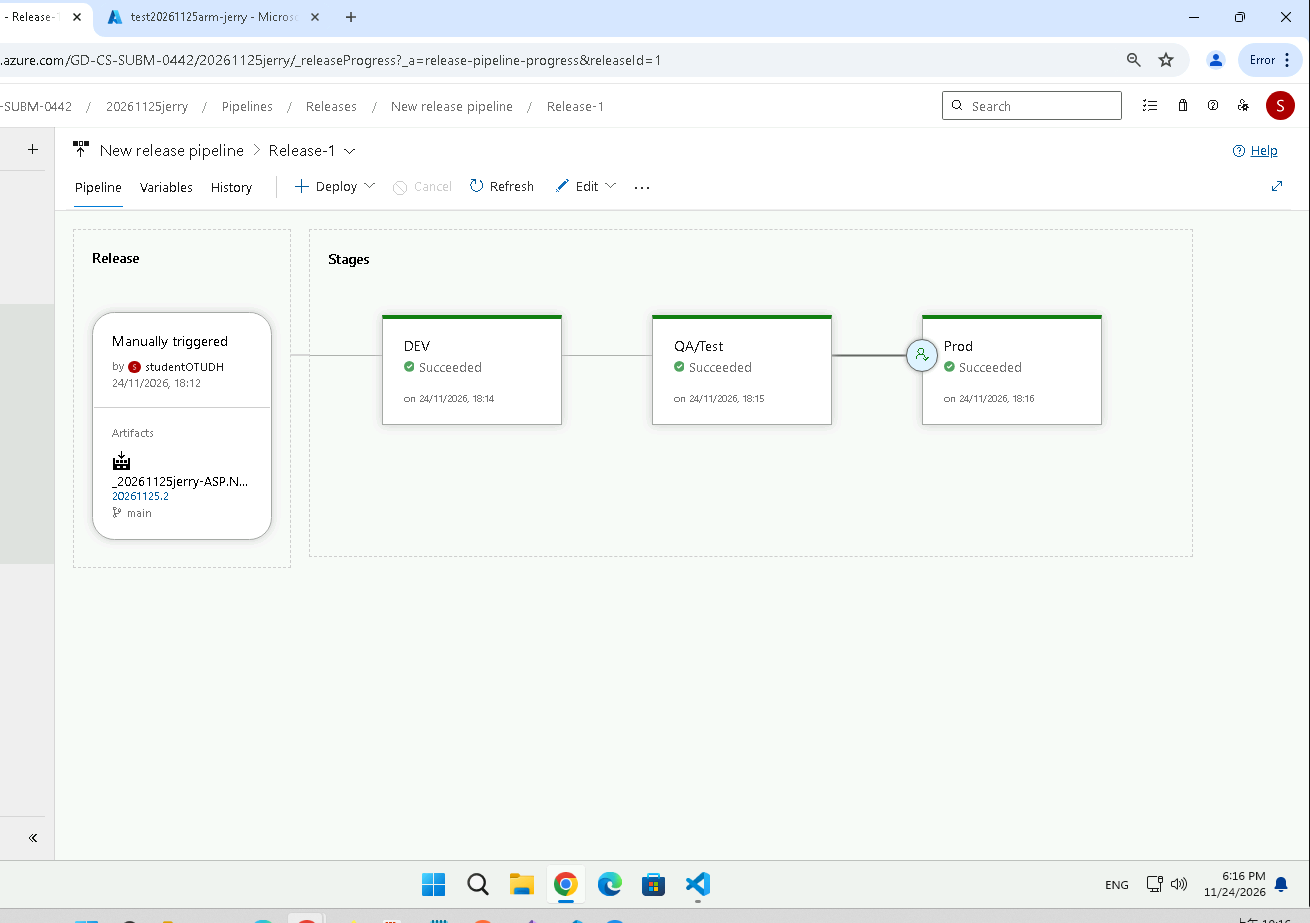 - Release-1
test20261125arm-jerry - Micros
.azure.com/GD-CS-SUBM-0442/20261125jerry/_releaseProgress?_a=release-pipeline-progress&releaseId=1
Error
-SUBM-0442 / 20261125jerry / Pipelines / Releases / New release pipeline / Release-1
Search
S
New release pipeline > Release-1
Help
Pipeline Variables History Deploy Cancel Refresh Edit ...
Release
Stages
Manually triggered
by S studentOTUDH
24/11/2026, 18:12
Artifacts
_20261125jerry-ASP.N...
20261125.2
main
DEV
Succeeded
on 24/11/2026, 18:14
QA/Test
Succeeded
on 24/11/2026, 18:15
Prod
Succeeded
on 24/11/2026, 18:16
ENG
6:16 PM
11/24/2026